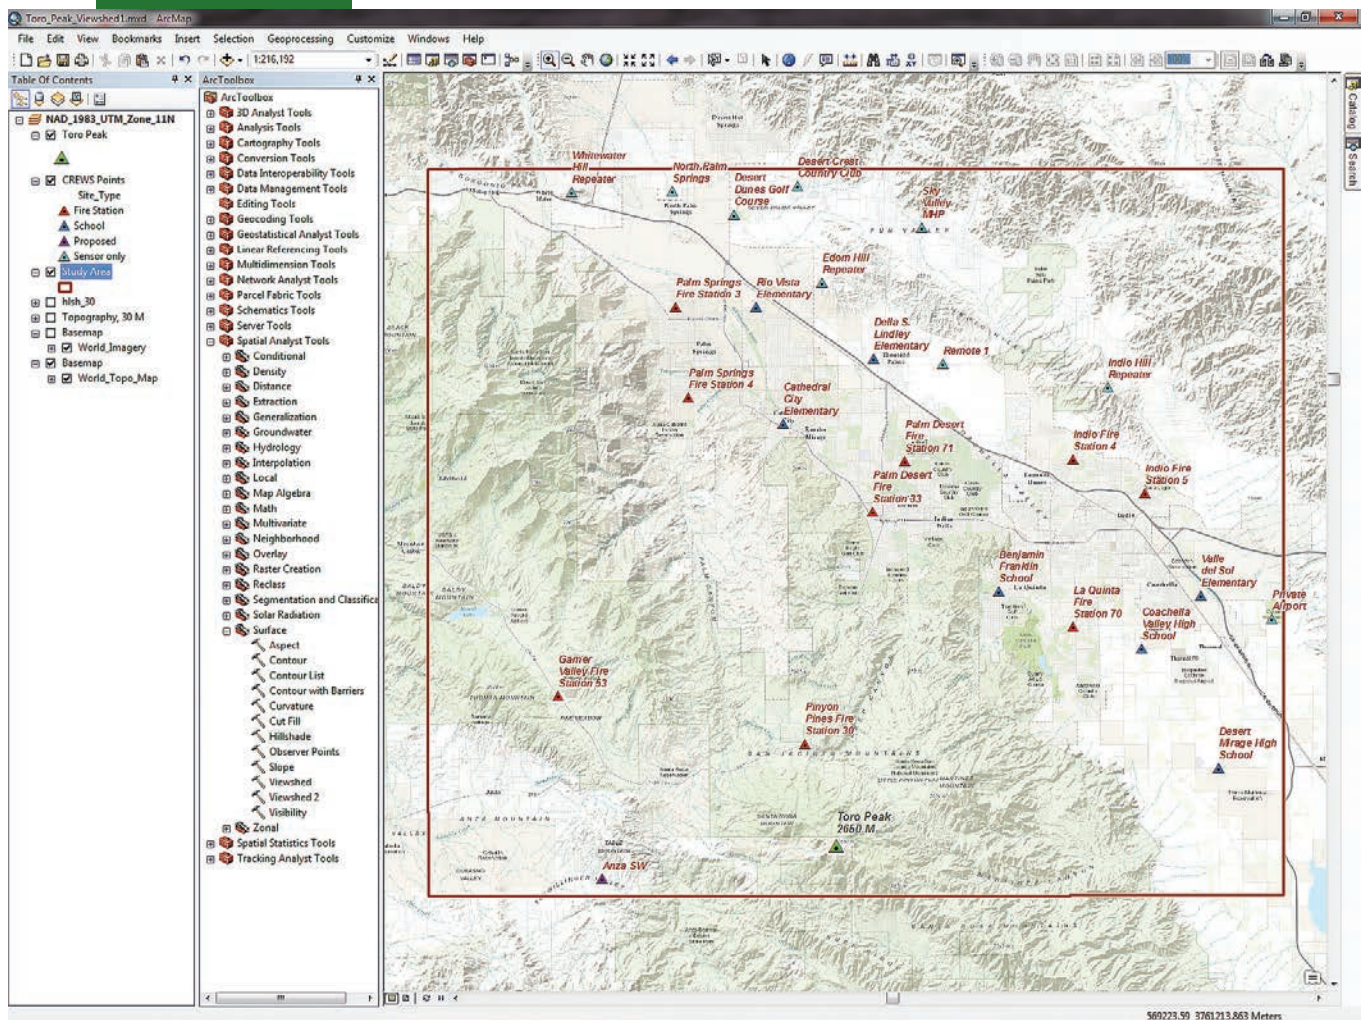 Toro_Peak_Viewshed1.mxd - ArcMap
File Edit View Bookmarks Insert Selection Geoprocessing Customize Windows Help
1:216,192
Table Of Contents
NAD_1983_UTM_Zone_11N
Toro Peak
CREWS Points
Site_Type
Fire Station
School
Proposed
Sensor only
Study Area
hlsh_30
Topography, 30 M
Basemap
World_Imagery
Basemap
World_Topo_Map
ArcToolbox
ArcToolbox
3D Analyst Tools
Analysis Tools
Cartography Tools
Conversion Tools
Data Interoperability Tools
Data Management Tools
Editing Tools
Geocoding Tools
Geostatistical Analyst Tools
Linear Referencing Tools
Multidimension Tools
Network Analyst Tools
Parcel Fabric Tools
Schematics Tools
Server Tools
Spatial Analyst Tools
Conditional
Density
Distance
Extraction
Generalization
Groundwater
Hydrology
Interpolation
Local
Map Algebra
Math
Multivariate
Neighborhood
Overlay
Raster Creation
Reclass
Segmentation and Classifica
Solar Radiation
Surface
Aspect
Contour
Contour List
Contour with Barriers
Curvature
Cut Fill
Hillshade
Observer Points
Slope
Viewshed
Viewshed 2
Visibility
Zonal
Spatial Statistics Tools
Tracking Analyst Tools
Whitewater
Hill
Repeater
North Palm
Springs
Desert
Dunes Golf
Course
Desert Crest
Country Club
Sky
Valley
MHP
Edom Hill
Repeater
Palm Springs
Fire Station 3
Rio Vista
Elementary
Della S.
Lindley
Elementary
Remote 1
Indio Hill
Repeater
Palm Springs
Fire Station 4
Cathedral
City
Elementary
Palm Desert
Fire
Station 71
Indio Fire
Station 4
Palm Desert
Fire
Station 33
Indio Fire
Station 5
Benjamin
Franklin
School
La Quinta
La Quinta
Fire
Station 70
Valle
del Sol
Elementary
Coachella
Coachella
Valley High
School
Private
Airport
Garner
Valley Fire
Station 53
Pinyon
Pines Fire
Station 30
SAN JACINTO MOUNTAINS
Desert
Mirage High
School
Toro Peak
2650 M
ANZA MOUNTAIN
Anza SW
Catalog
Search
569223.59 3761213.863 Meters